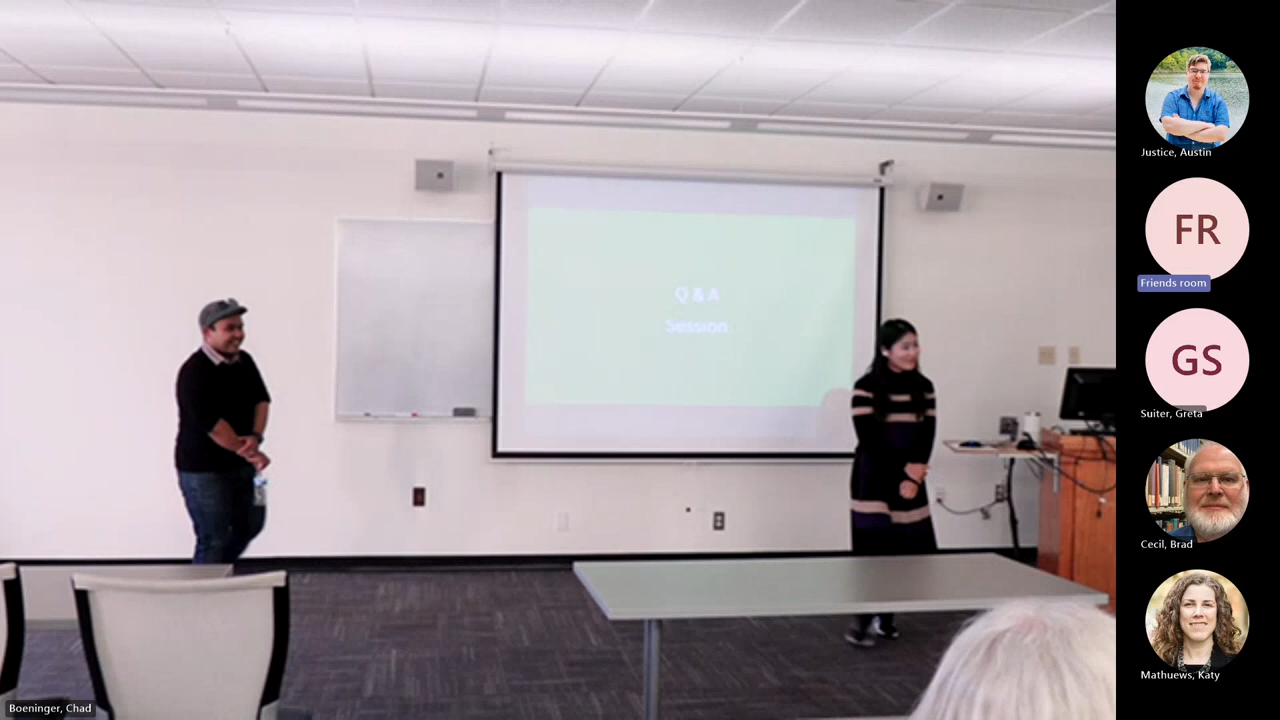 Q & A
Session
Justice, Austin
FR
Friends room
GS
Suiter, Greta
Cecil, Brad
Mathuews, Katy
Boeninger, Chad